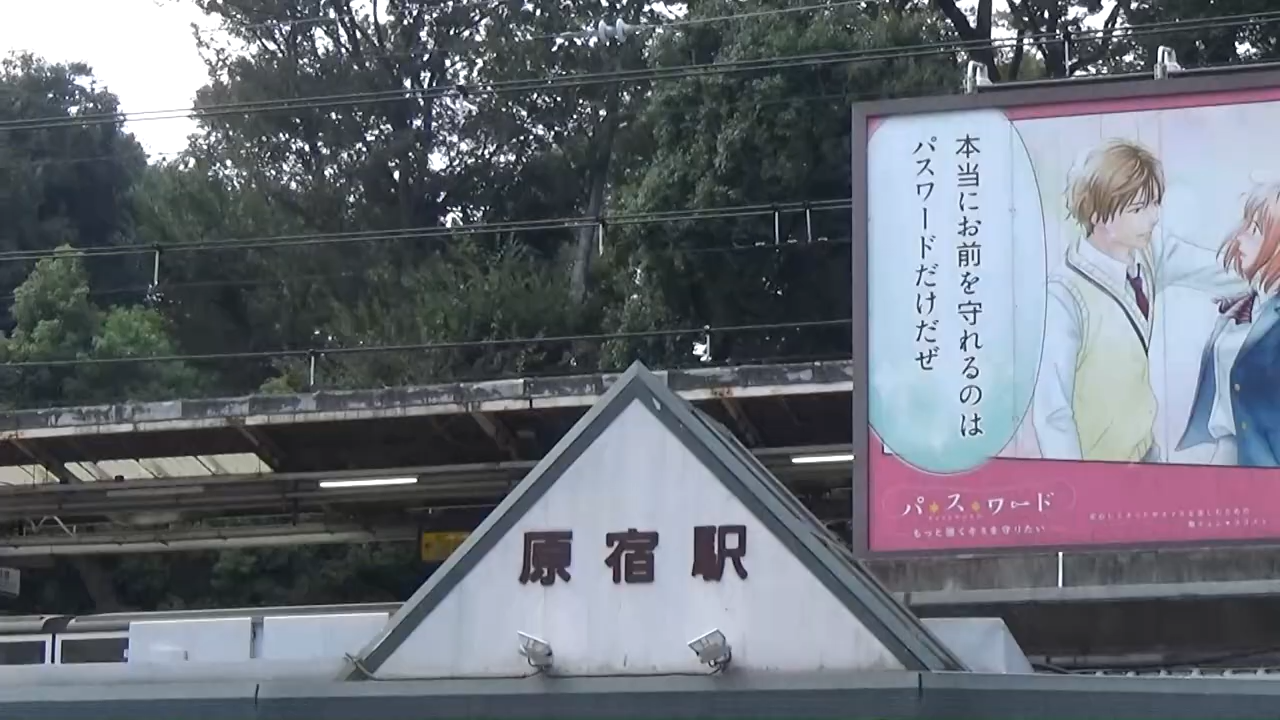 本当にお前を守れるのは
パスワードだけだぜ
パスワード
もっと強くキミを守りたい
原宿駅